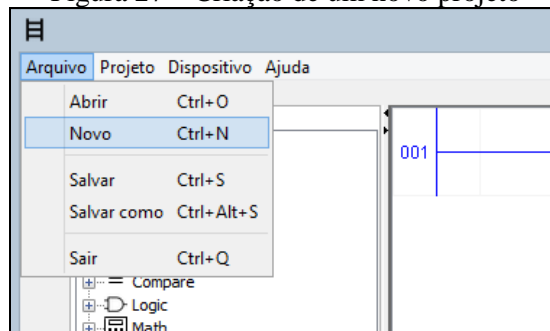 Figura 27 – Criação de um novo projeto
Arquivo Projeto Dispositivo Ajuda
Abrir Ctrl+O
Novo Ctrl+N
Salvar Ctrl+S
Salvar como Ctrl+Alt+S
Sair Ctrl+Q
001
Compare
Logic
Math